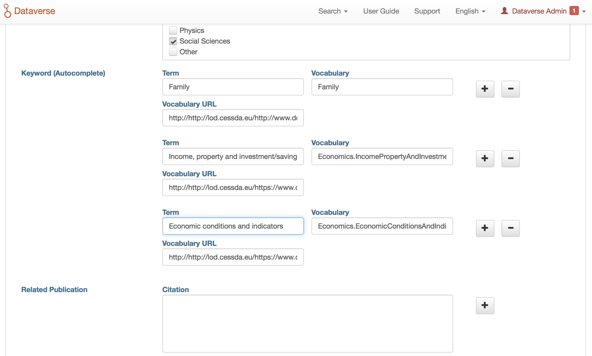 Dataverse
Search User Guide Support English Dataverse Admin 1
Physics
Social Sciences
Other
Keyword (Autocomplete)
Term Vocabulary
Family Family
Vocabulary URL
http://http://lod.cessda.eu/http://www.d
Term Vocabulary
Income, property and investment/saving Economics.IncomePropertyAndInvestme
Vocabulary URL
http://http://lod.cessda.eu/https://www.c
Term Vocabulary
Economic conditions and indicators Economics.EconomicConditionsAndIndi
Vocabulary URL
http://http://lod.cessda.eu/https://www.c
Related Publication
Citation